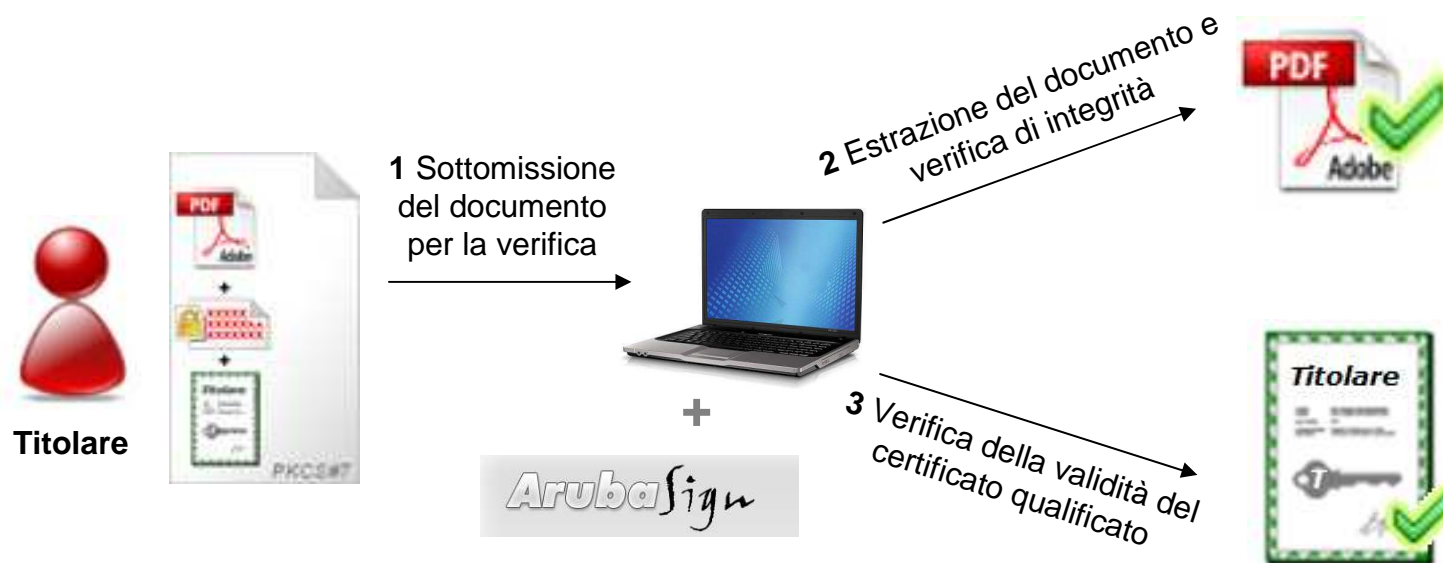 Titolare
PDF
Adobe
+
+
Titolare
PKCS#7
1 Sottomissione
del documento
per la verifica
+
ArubaSign
2 Estrazione del documento e
verifica di integrità
PDF
Adobe
3 Verifica della validità del
certificato qualificato
Titolare
T